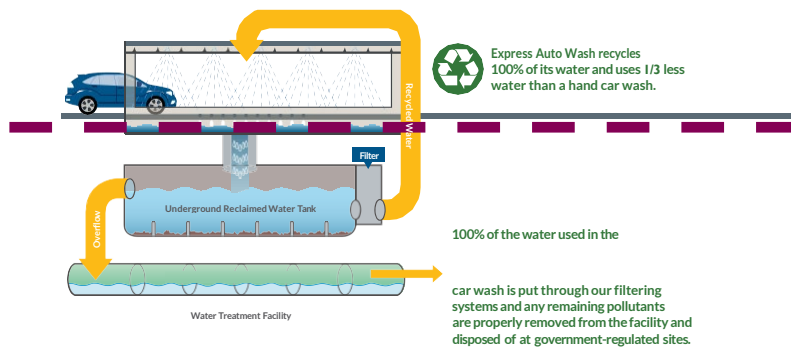 Express Auto Wash recycles
100% of its water and uses 1/3 less
water than a hand car wash.
Recycled Water
Filter
Underground Reclaimed Water Tank
Overflow
100% of the water used in the
car wash is put through our filtering
systems and any remaining pollutants
are properly removed from the facility and
disposed of at government-regulated sites.
Water Treatment Facility